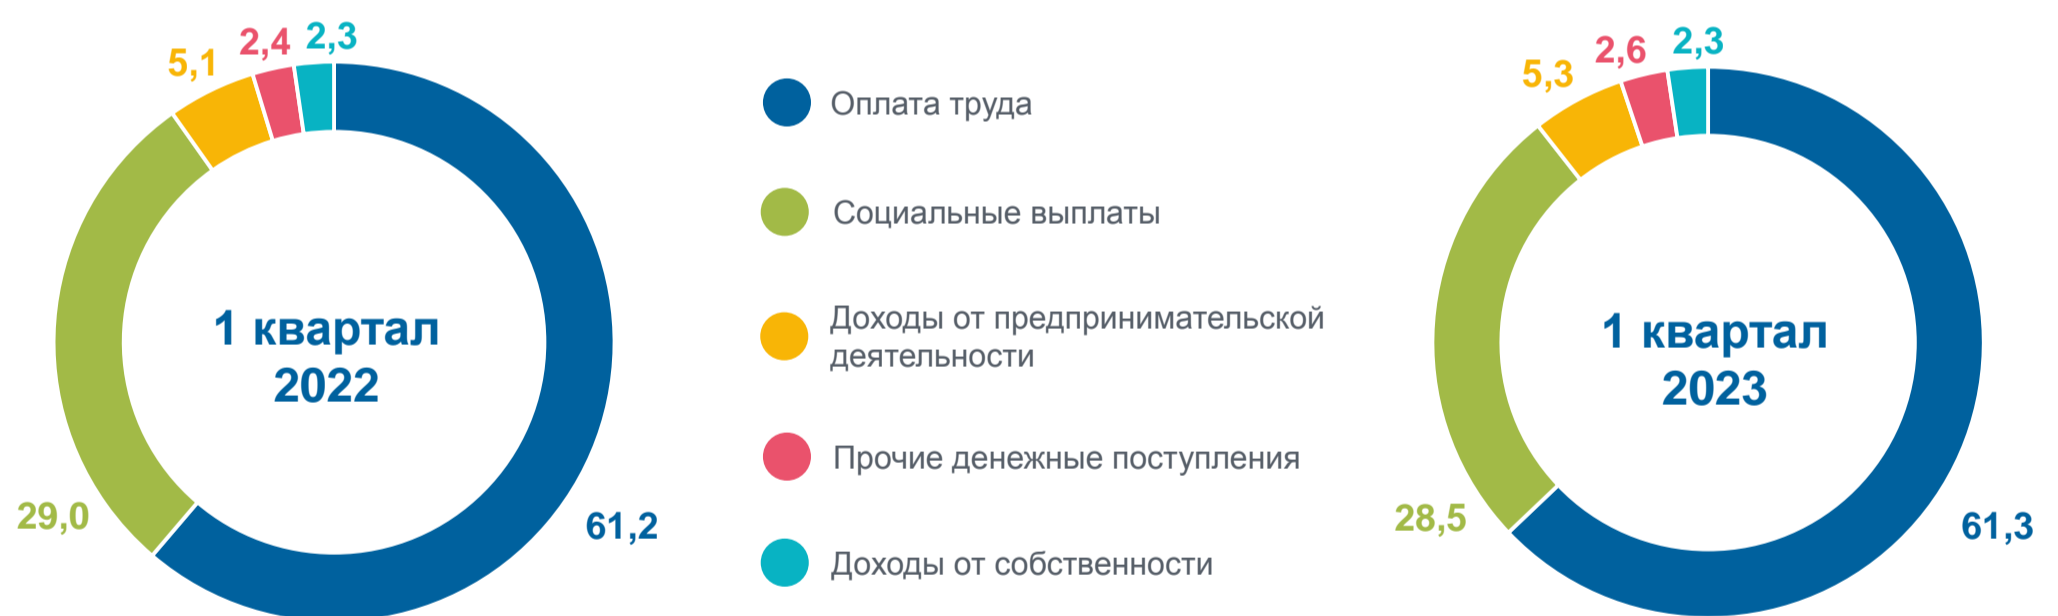 5,1
2,4
2,3
29,0
61,2
1 квартал
2022
Оплата труда
Социальные выплаты
Доходы от предпринимательской
деятельности
Прочие денежные поступления
Доходы от собственности
5,3
2,6
2,3
28,5
61,3
1 квартал
2023